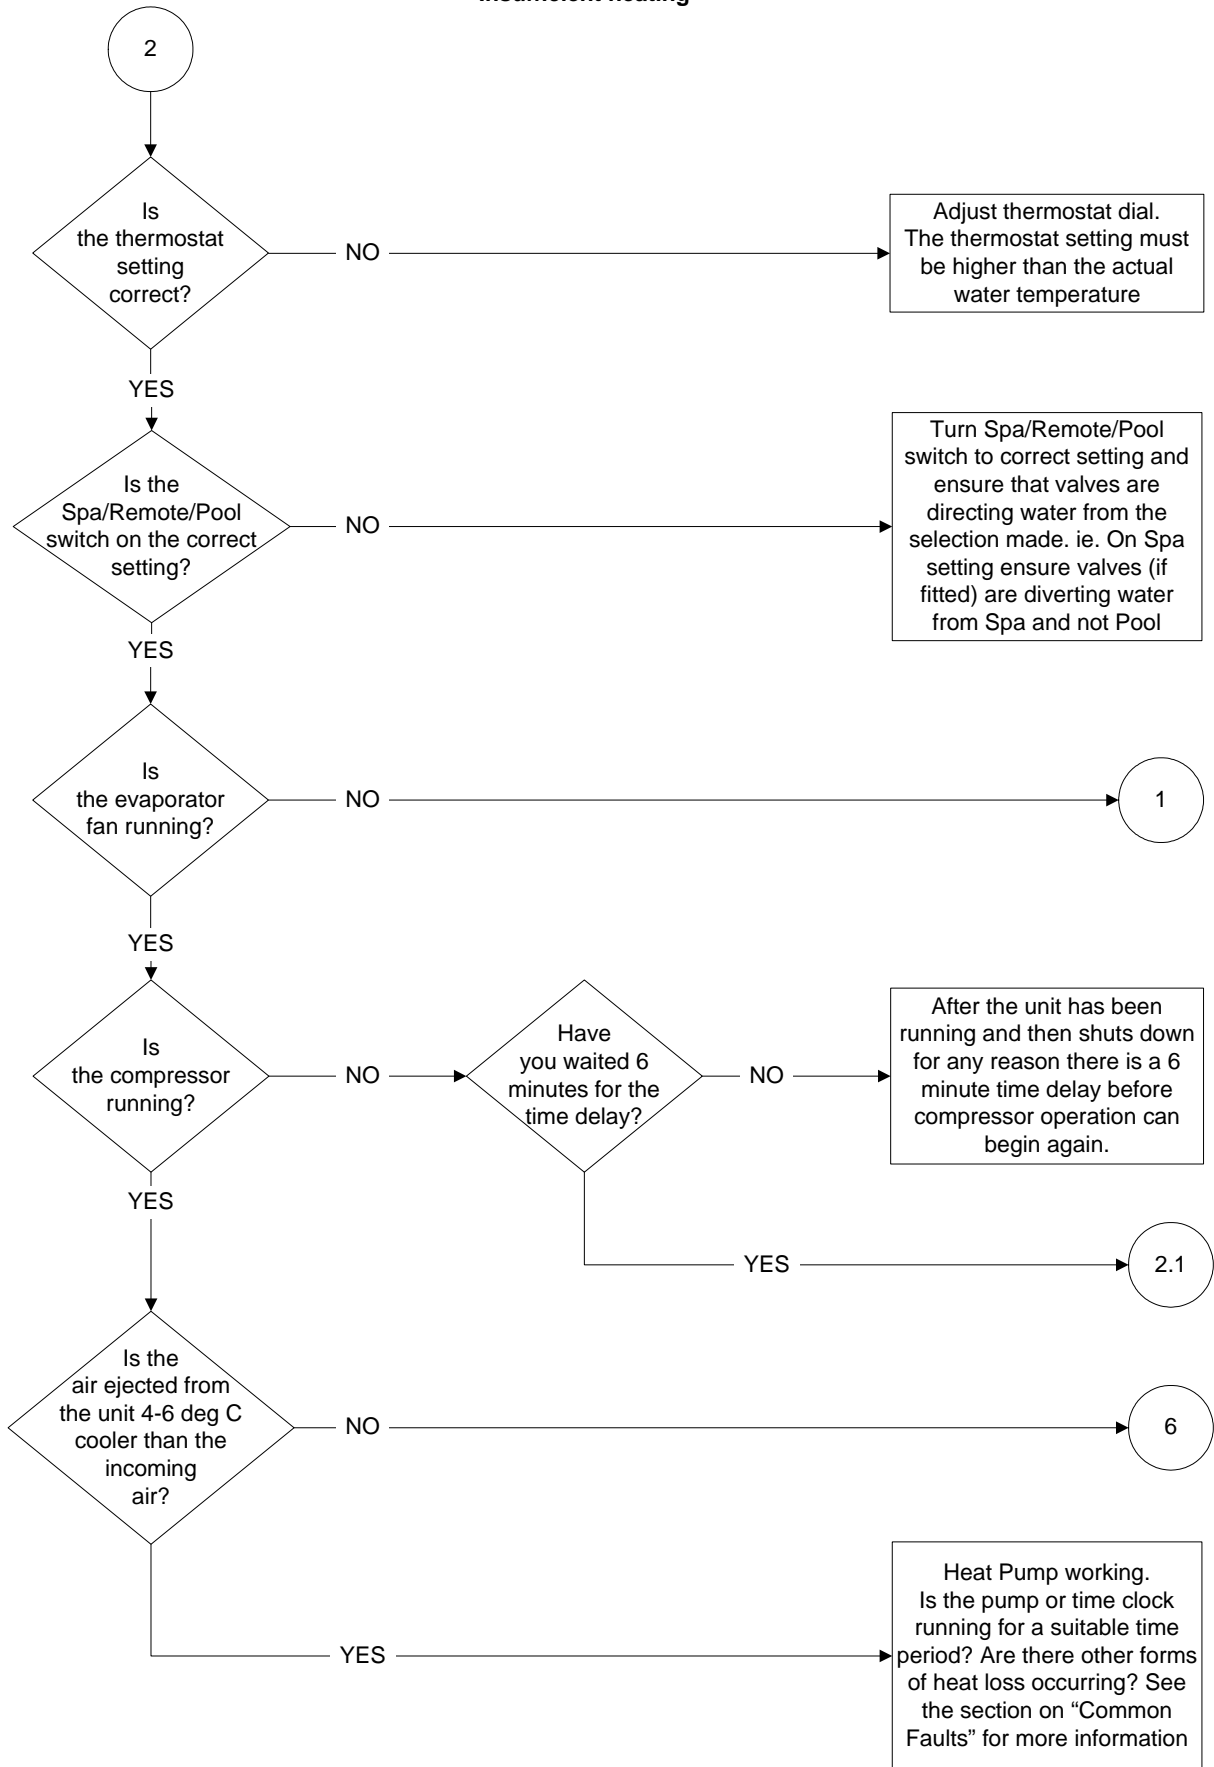 Insufficient heating
2
Is
the thermostat
setting
correct?
NO
Adjust thermostat dial.
The thermostat setting must
be higher than the actual
water temperature
YES
Is the
Spa/Remote/Pool
switch on the correct
setting?
NO
Turn Spa/Remote/Pool
switch to correct setting and
ensure that valves are
directing water from the
selection made. ie. On Spa
setting ensure valves (if
fitted) are diverting water
from Spa and not Pool
YES
Is
the evaporator
fan running?
NO
1
YES
Is
the compressor
running?
NO
Have
you waited 6
minutes for the
time delay?
NO
After the unit has been
running and then shuts down
for any reason there is a 6
minute time delay before
compressor operation can
begin again.
YES
YES
2.1
Is the
air ejected from
the unit 4-6 deg C
cooler than the
incoming
air?
NO
6
YES
Heat Pump working.
Is the pump or time clock
running for a suitable time
period? Are there other forms
of heat loss occurring? See
the section on “Common
Faults” for more information